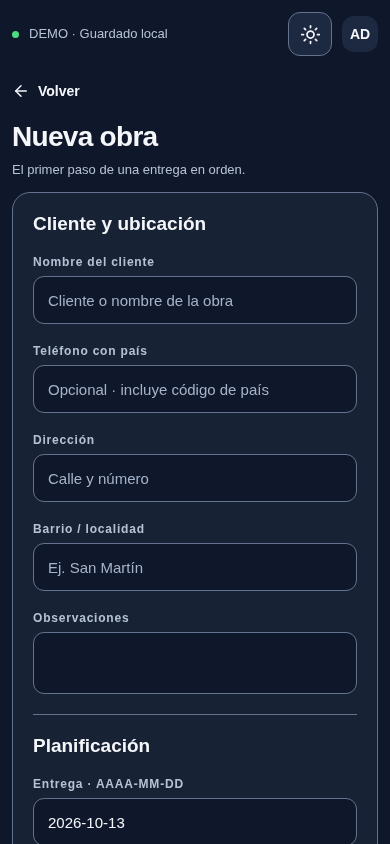 DEMO · Guardado local
AD
Volver
Nueva obra
El primer paso de una entrega en orden.
Cliente y ubicación
Nombre del cliente
Cliente o nombre de la obra
Teléfono con país
Opcional · incluye código de país
Dirección
Calle y número
Barrio / localidad
Ej. San Martín
Observaciones
Planificación
Entrega · AAAA-MM-DD
2026-10-13